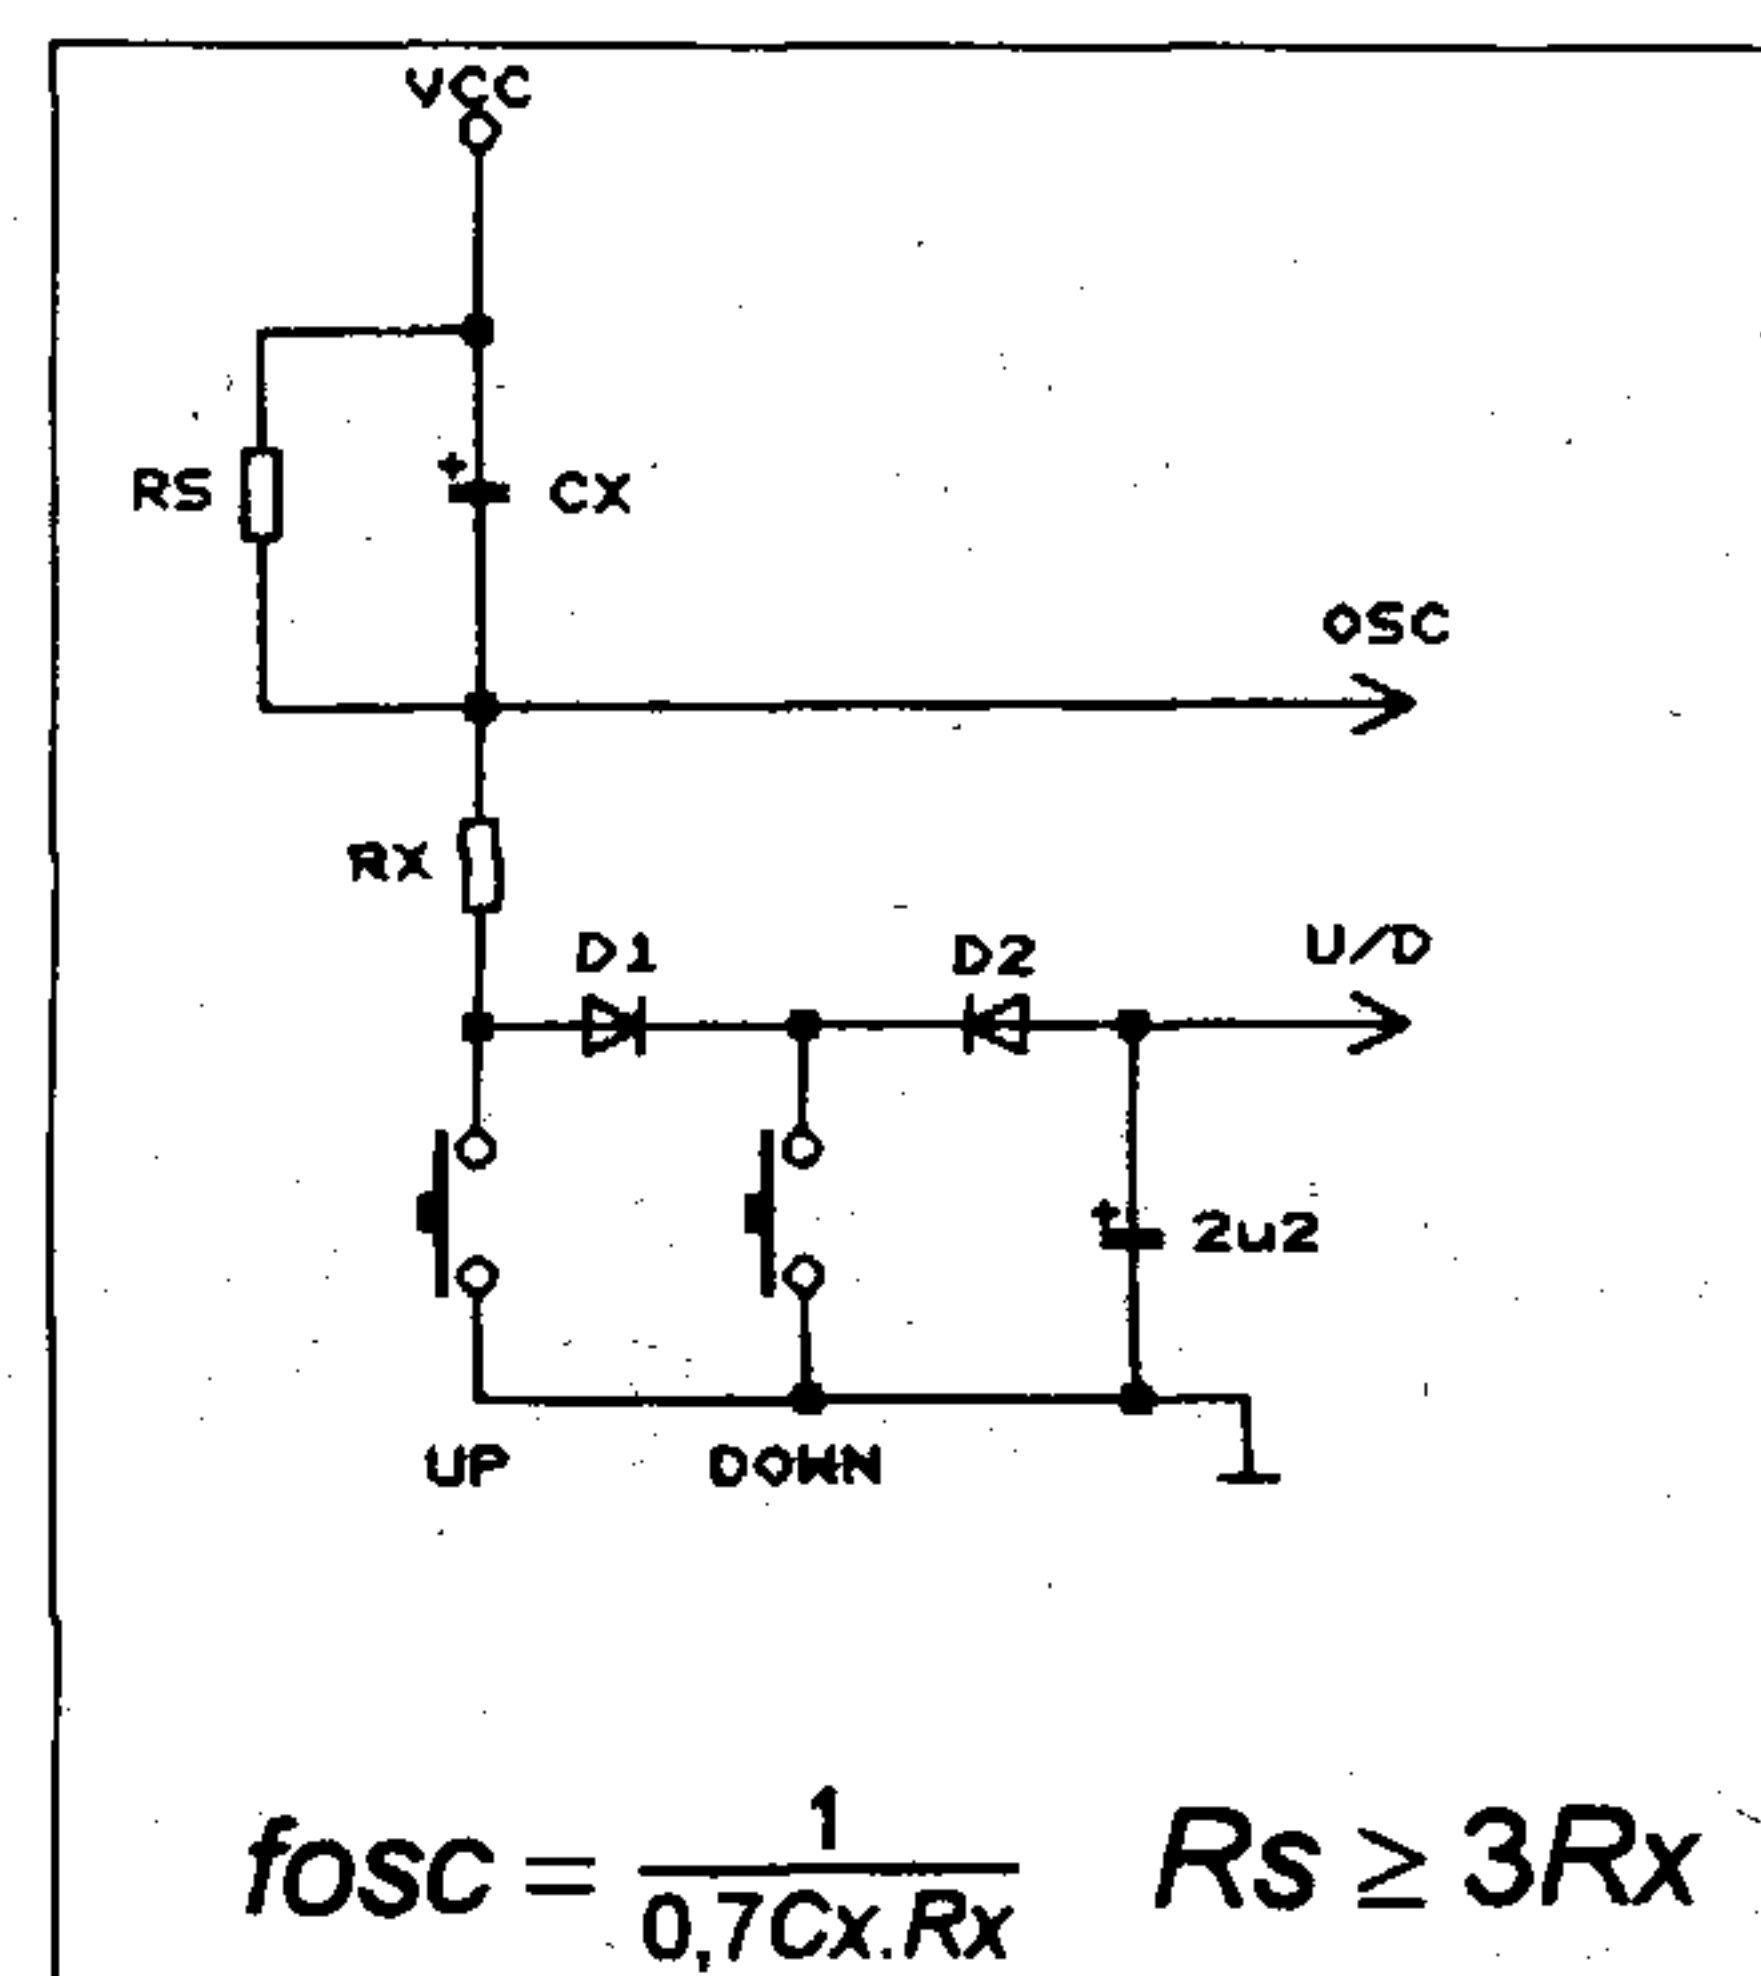 VCC
RS
+
CX
OSC
RX
D1
D2
U/D
+
2u2
UP
DOWN
fosc = 1 / 0,7Cx.Rx Rs ≥ 3Rx